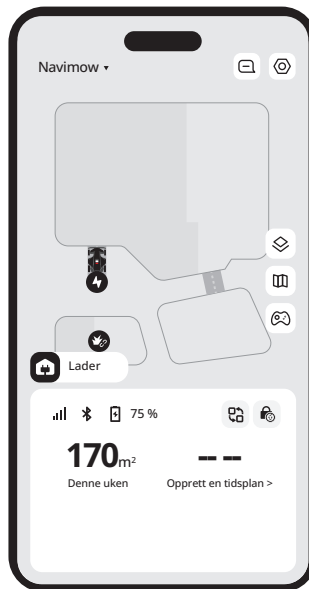 Navimow
Lader
75 %
170m²
-- --
Denne uken
Opprett en tidsplan >